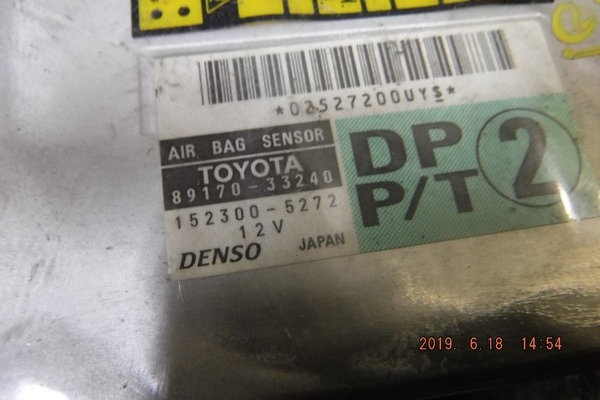 *02527200UYS*
AIR BAG SENSOR
TOYOTA
89170-33240
152300-5272
12V
DENSO JAPAN
DP
P/T
2
2019. 6.18 14:54